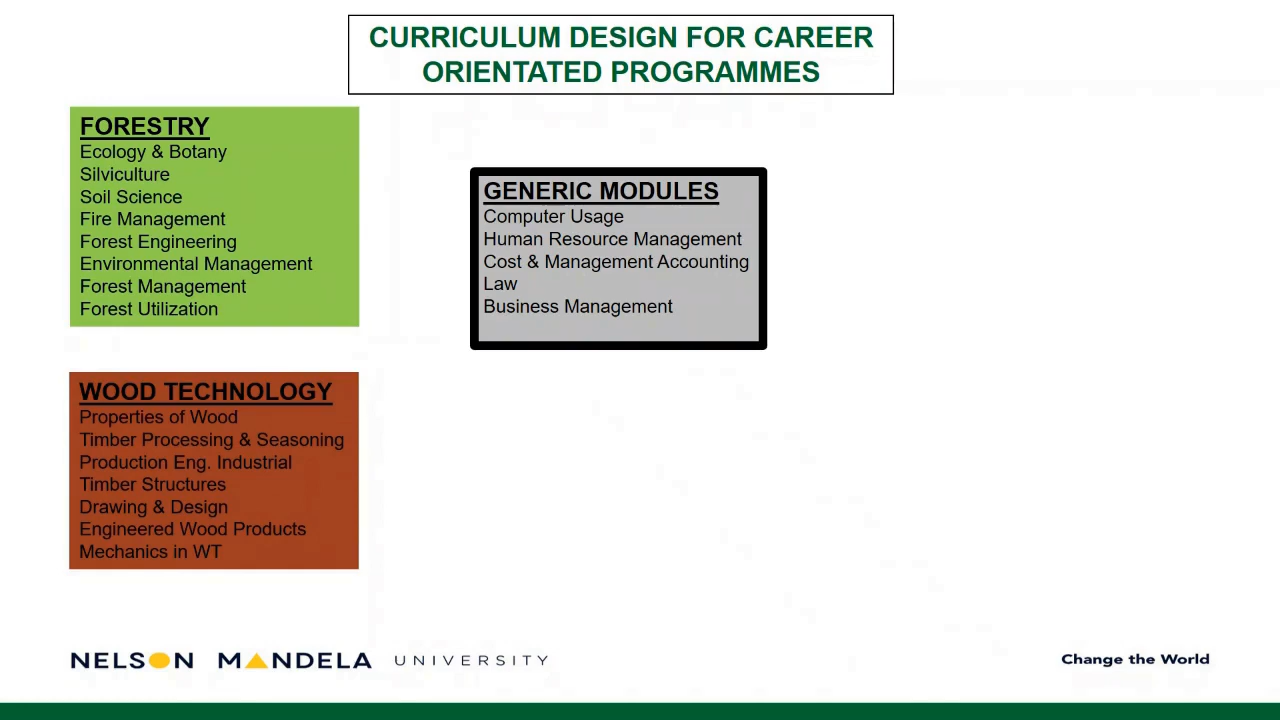 CURRICULUM DESIGN FOR CAREER
ORIENTATED PROGRAMMES
FORESTRY
Ecology & Botany
Silviculture
Soil Science
Fire Management
Forest Engineering
Environmental Management
Forest Management
Forest Utilization
GENERIC MODULES
Computer Usage
Human Resource Management
Cost & Management Accounting
Law
Business Management
WOOD TECHNOLOGY
Properties of Wood
Timber Processing & Seasoning
Production Eng. Industrial
Timber Structures
Drawing & Design
Engineered Wood Products
Mechanics in WT
NELSON MANDELA UNIVERSITY
Change the World